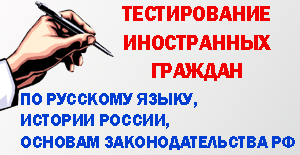 ТЕСТИРОВАНИЕ
ИНОСТРАННЫХ
ГРАЖДАН
ПО РУССКОМУ ЯЗЫКУ,
ИСТОРИИ РОССИИ,
ОСНОВАМ ЗАКОНОДАТЕЛЬСТВА РФ